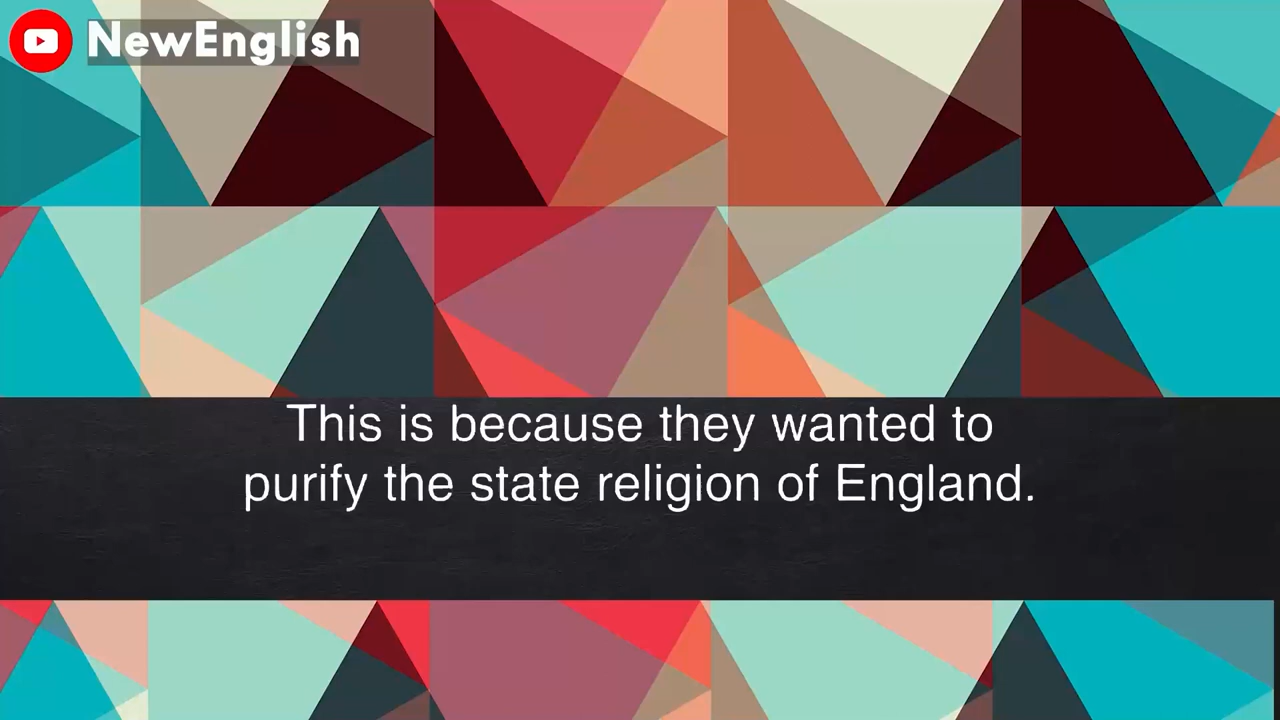 NewEnglish
This is because they wanted to
purify the state religion of England.